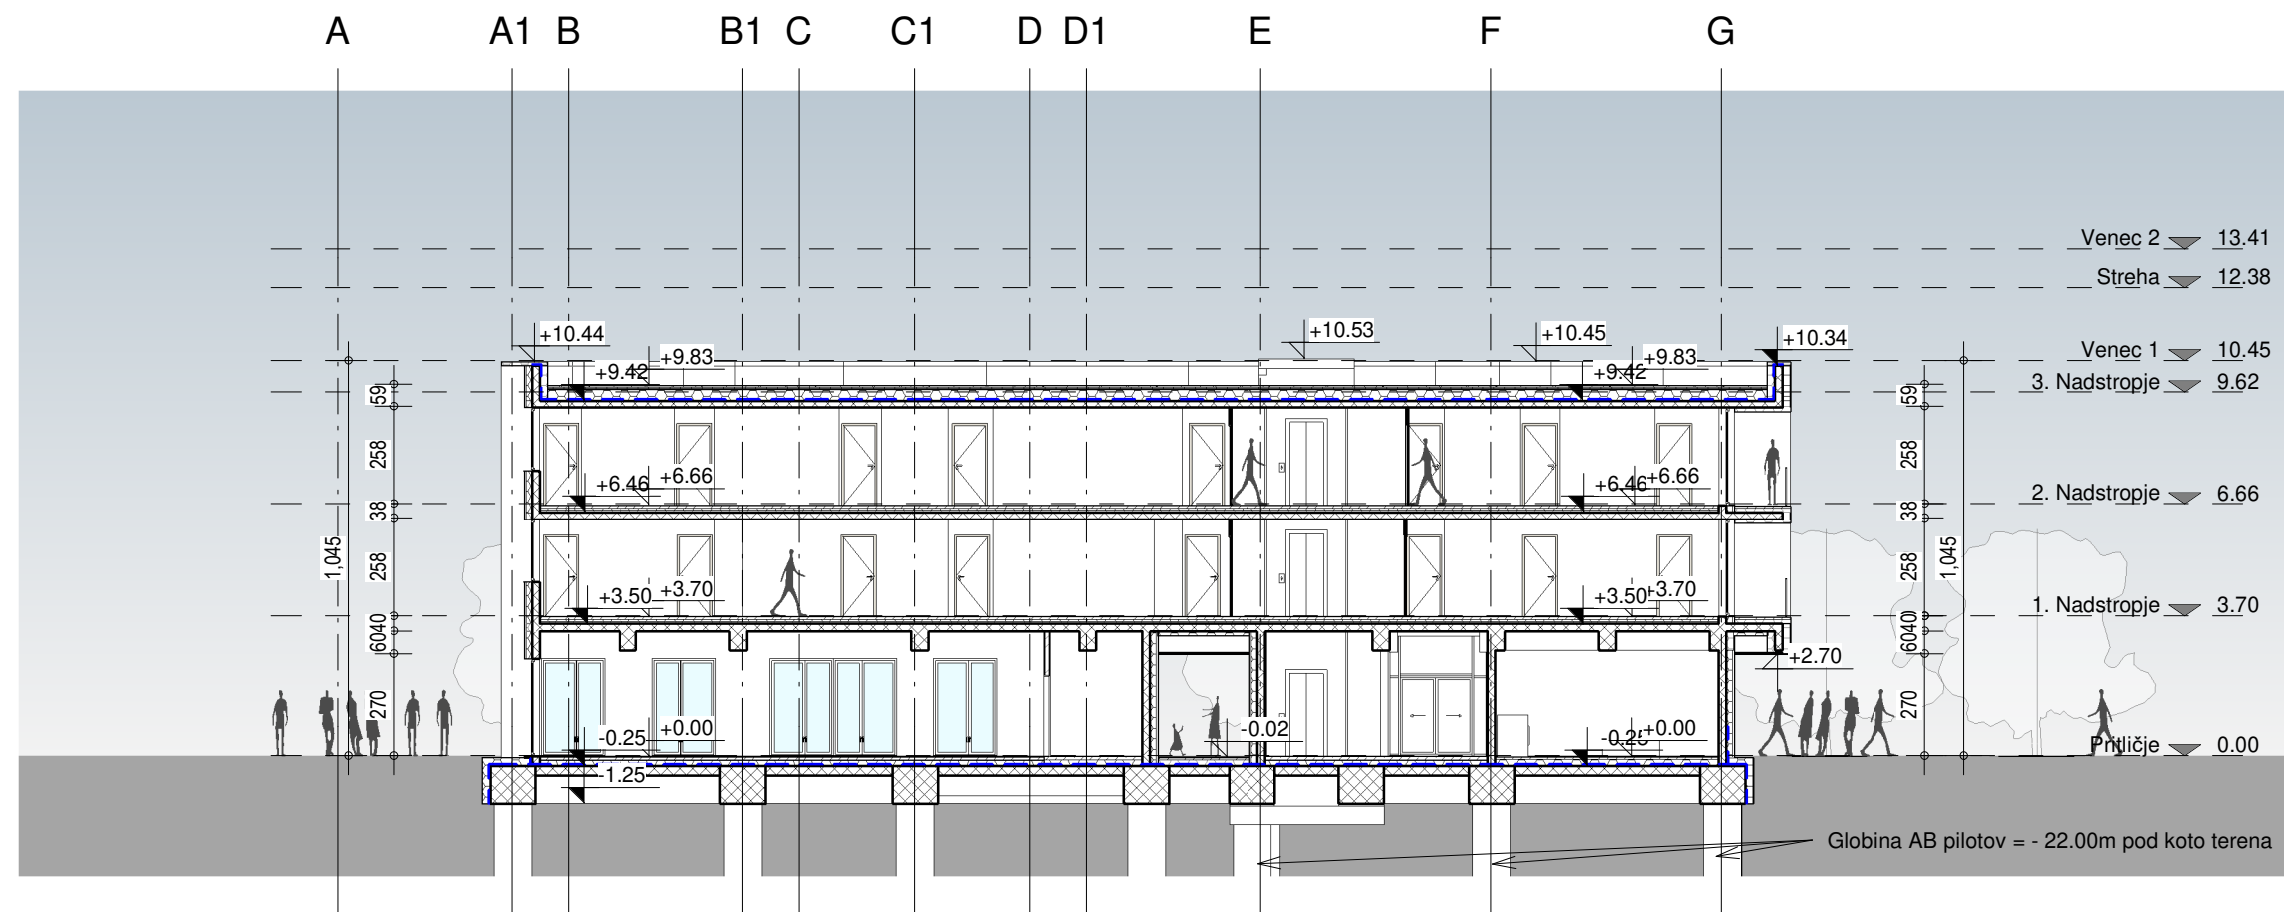 A A1 B B1 C C1 D D1 E F G
Venec 2 13.41
Streha 12.38
+10.44 +10.53 +10.45 +10.34
Venec 1 10.45
+9.83 +9.83
+9.42 +9.42
3. Nadstropje 9.62
59 59
258 258
+6.46 +6.66 +6.46 +6.66
2. Nadstropje 6.66
38 38
1,045 258 258 1,045
+3.50 +3.70 +3.50 +3.70
1. Nadstropje 3.70
6040 6040
+2.70
270 270
-0.25 +0.00 -0.02 +0.00
Pritličje 0.00
-1.25
Globina AB pilotov = - 22.00m pod koto terena